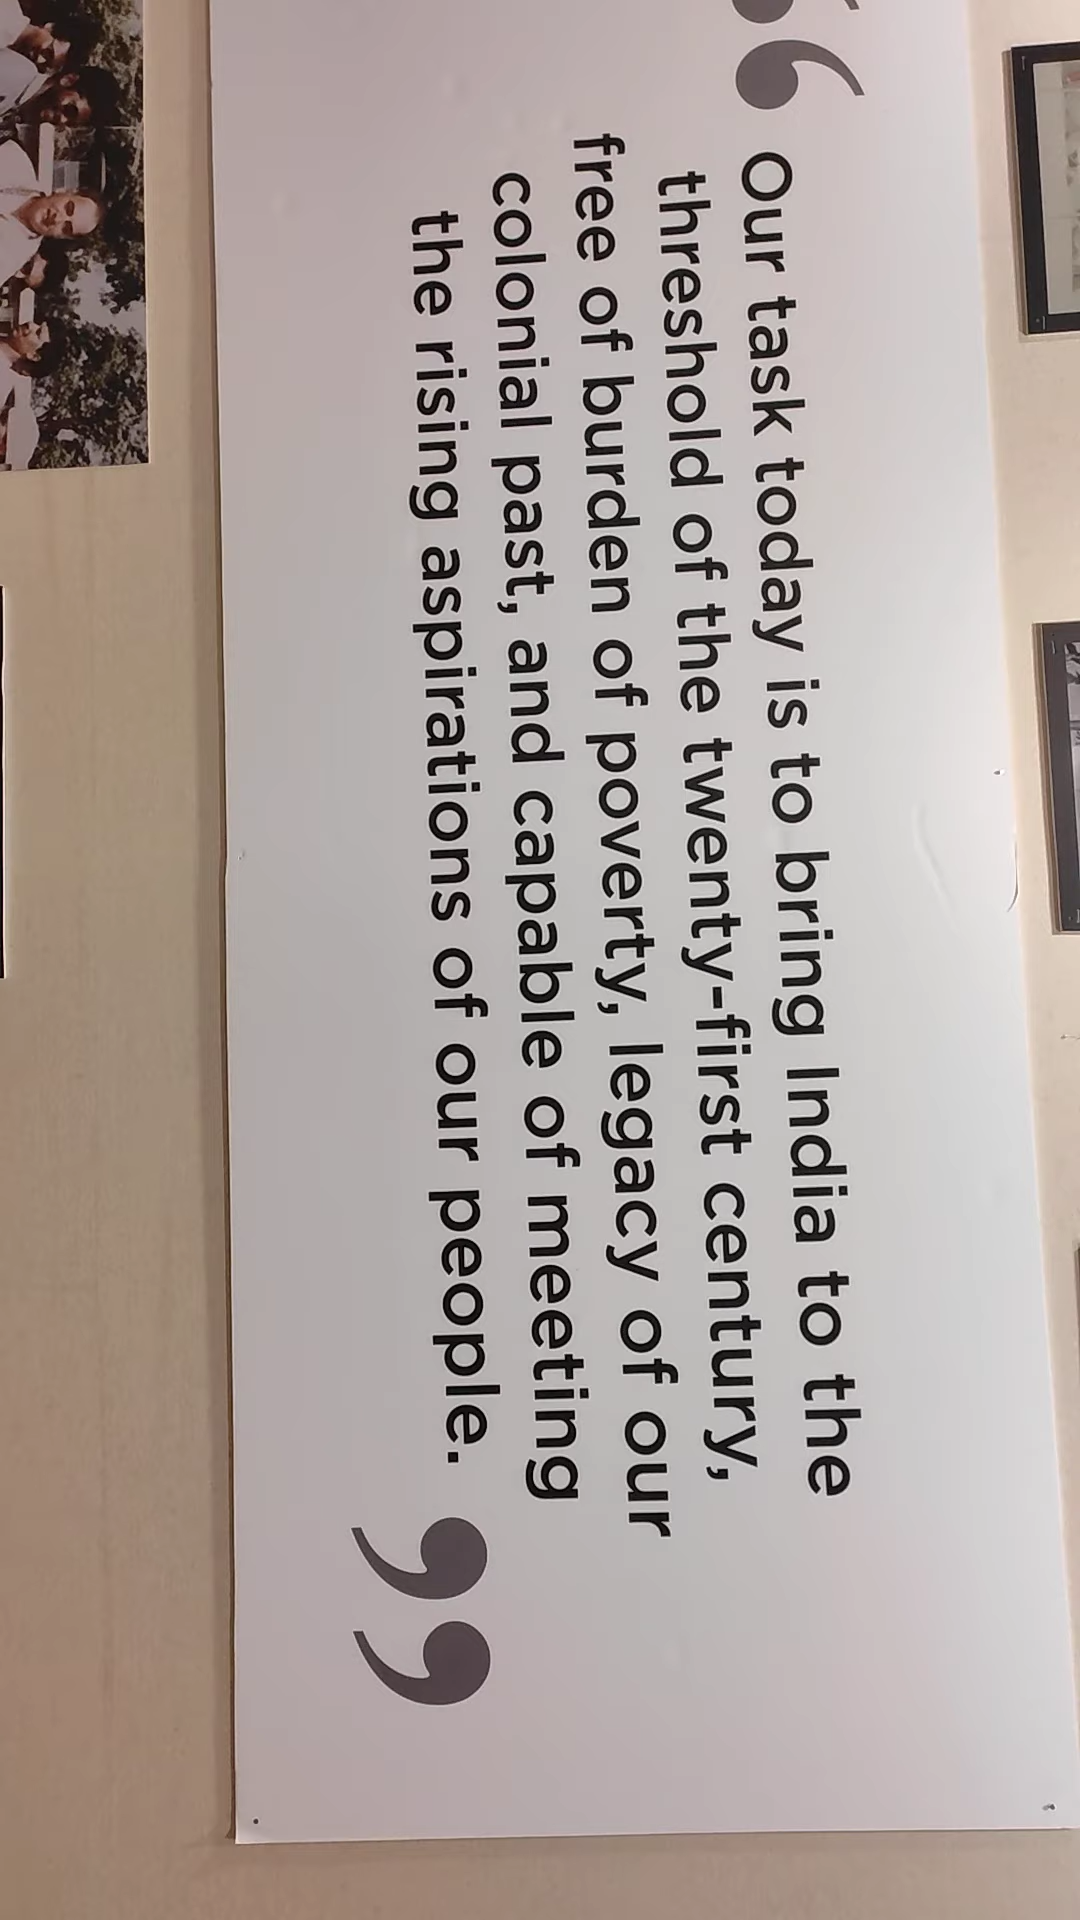 “
Our task today is to bring India to the
threshold of the twenty-first century,
free of burden of poverty, legacy of our
colonial past, and capable of meeting
the rising aspirations of our people.
”